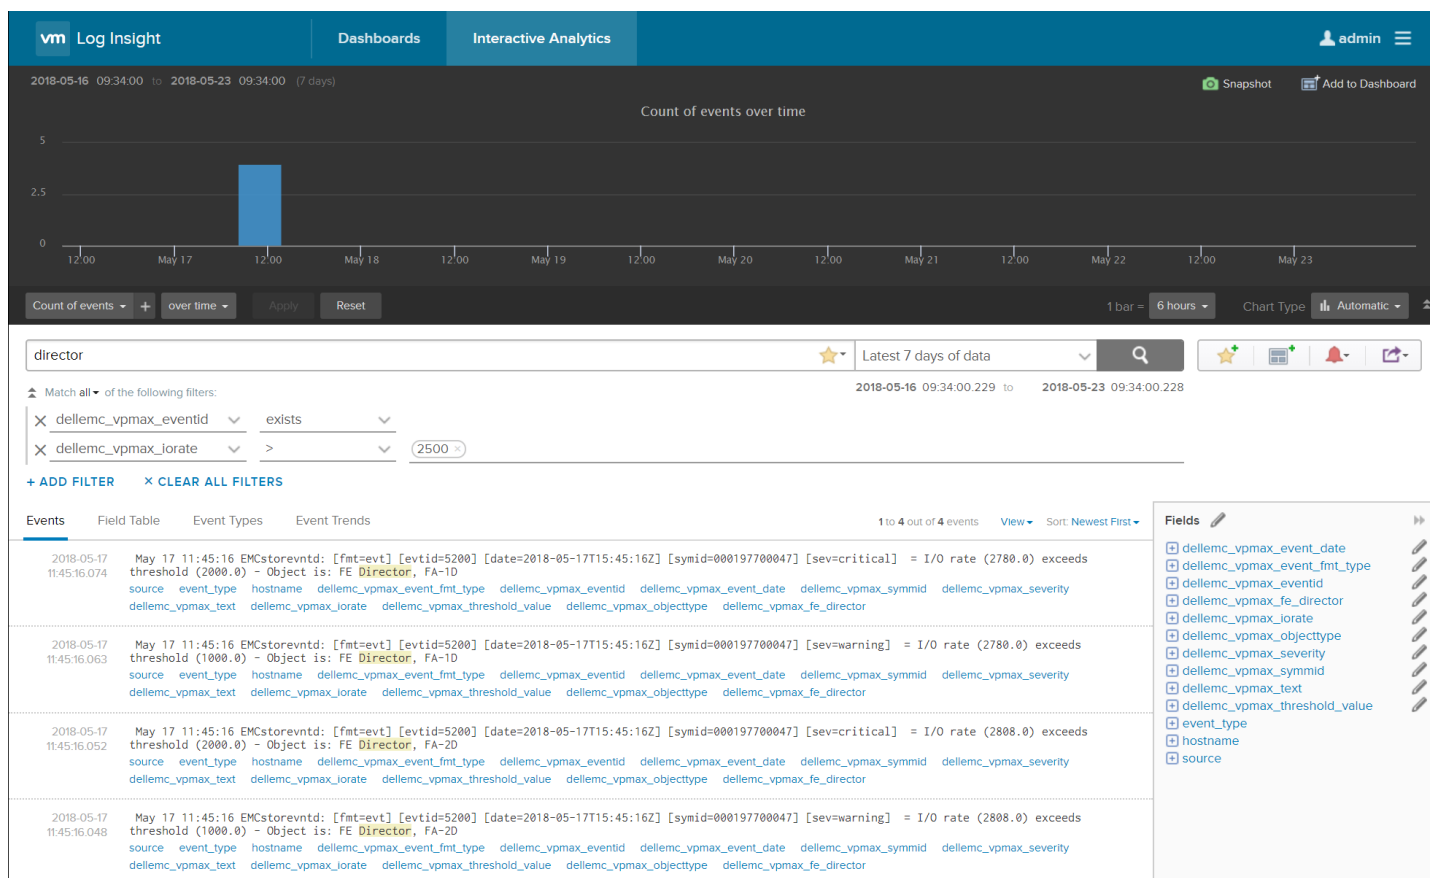 vm Log Insight Dashboards Interactive Analytics admin
2018-05-16 09:34:00 to 2018-05-23 09:34:00 (7 days) Snapshot Add to Dashboard
Count of events over time
5
2.5
0
12:00 May 17 12:00 May 18 12:00 May 19 12:00 May 20 12:00 May 21 12:00 May 22 12:00 May 23
Count of events + over time Apply Reset 1 bar = 6 hours Chart Type Automatic
director Latest 7 days of data
Match all of the following filters: 2018-05-16 09:34:00.229 to 2018-05-23 09:34:00.228
dellemc_vpmax_eventid exists
dellemc_vpmax_iorate > 2500 ×
+ ADD FILTER × CLEAR ALL FILTERS
Events Field Table Event Types Event Trends 1 to 4 out of 4 events View Sort: Newest First
2018-05-17 May 17 11:45:16 EMCstorevntd: [fmt=evt] [evtid=5200] [date=2018-05-17T15:45:16Z] [symid=000197700047] [sev=critical] = I/O rate (2780.0) exceeds
11:45:16.074 threshold (2000.0) - Object is: FE Director, FA-1D
source event_type hostname dellemc_vpmax_event_fmt_type dellemc_vpmax_eventid dellemc_vpmax_event_date dellemc_vpmax_symmid dellemc_vpmax_severity
dellemc_vpmax_text dellemc_vpmax_iorate dellemc_vpmax_threshold_value dellemc_vpmax_objecttype dellemc_vpmax_fe_director
2018-05-17 May 17 11:45:16 EMCstorevntd: [fmt=evt] [evtid=5200] [date=2018-05-17T15:45:16Z] [symid=000197700047] [sev=warning] = I/O rate (2780.0) exceeds
11:45:16.063 threshold (1000.0) - Object is: FE Director, FA-1D
source event_type hostname dellemc_vpmax_event_fmt_type dellemc_vpmax_eventid dellemc_vpmax_event_date dellemc_vpmax_symmid dellemc_vpmax_severity
dellemc_vpmax_text dellemc_vpmax_iorate dellemc_vpmax_threshold_value dellemc_vpmax_objecttype dellemc_vpmax_fe_director
2018-05-17 May 17 11:45:16 EMCstorevntd: [fmt=evt] [evtid=5200] [date=2018-05-17T15:45:16Z] [symid=000197700047] [sev=critical] = I/O rate (2808.0) exceeds
11:45:16.052 threshold (2000.0) - Object is: FE Director, FA-2D
source event_type hostname dellemc_vpmax_event_fmt_type dellemc_vpmax_eventid dellemc_vpmax_event_date dellemc_vpmax_symmid dellemc_vpmax_severity
dellemc_vpmax_text dellemc_vpmax_iorate dellemc_vpmax_threshold_value dellemc_vpmax_objecttype dellemc_vpmax_fe_director
2018-05-17 May 17 11:45:16 EMCstorevntd: [fmt=evt] [evtid=5200] [date=2018-05-17T15:45:16Z] [symid=000197700047] [sev=warning] = I/O rate (2808.0) exceeds
11:45:16.048 threshold (1000.0) - Object is: FE Director, FA-2D
source event_type hostname dellemc_vpmax_event_fmt_type dellemc_vpmax_eventid dellemc_vpmax_event_date dellemc_vpmax_symmid dellemc_vpmax_severity
dellemc_vpmax_text dellemc_vpmax_iorate dellemc_vpmax_threshold_value dellemc_vpmax_objecttype dellemc_vpmax_fe_director
Fields
dellemc_vpmax_event_date
dellemc_vpmax_event_fmt_type
dellemc_vpmax_eventid
dellemc_vpmax_fe_director
dellemc_vpmax_iorate
dellemc_vpmax_objecttype
dellemc_vpmax_severity
dellemc_vpmax_symmid
dellemc_vpmax_text
dellemc_vpmax_threshold_value
event_type
hostname
source